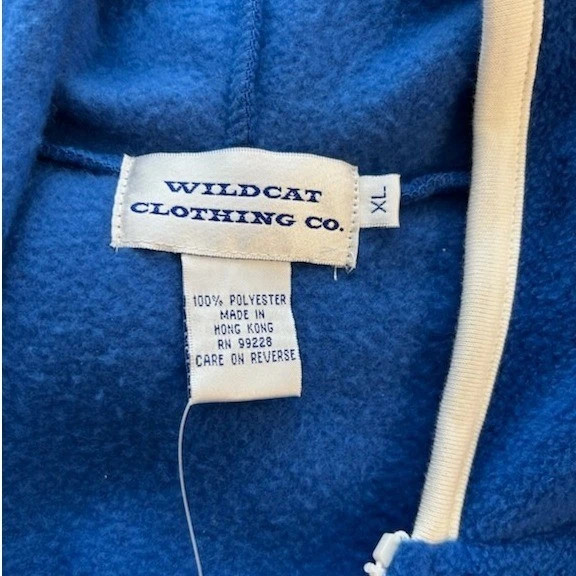 WILDCAT
CLOTHING CO.
XL
100% POLYESTER
MADE IN
HONG KONG
RN 99228
CARE ON REVERSE